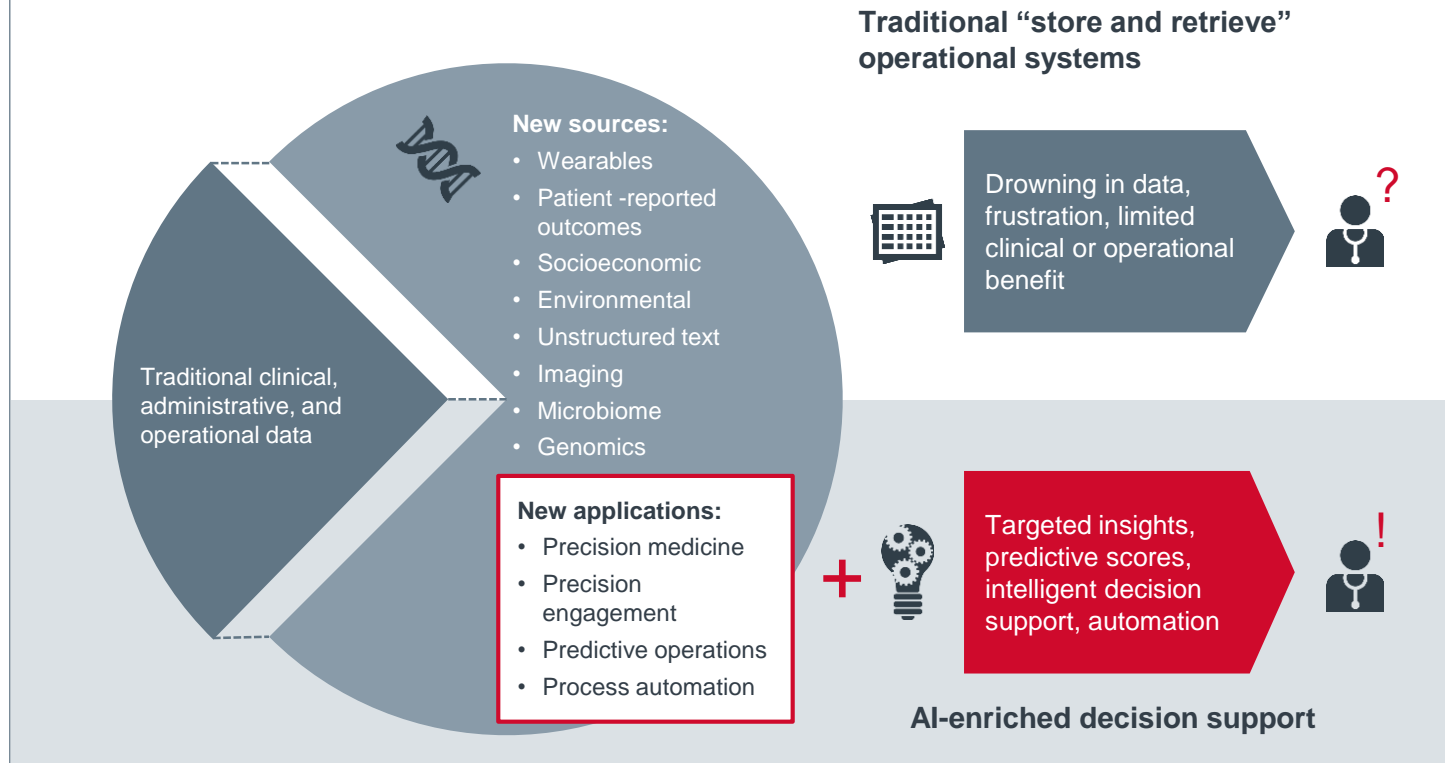 Traditional “store and retrieve”
operational systems
New sources:
• Wearables
• Patient -reported
outcomes
• Socioeconomic
• Environmental
• Unstructured text
• Imaging
• Microbiome
• Genomics
Drowning in data,
frustration, limited
clinical or operational
benefit
?
Traditional clinical,
administrative, and
operational data
New applications:
• Precision medicine
• Precision
engagement
• Predictive operations
• Process automation
+
Targeted insights,
predictive scores,
intelligent decision
support, automation
!
AI-enriched decision support